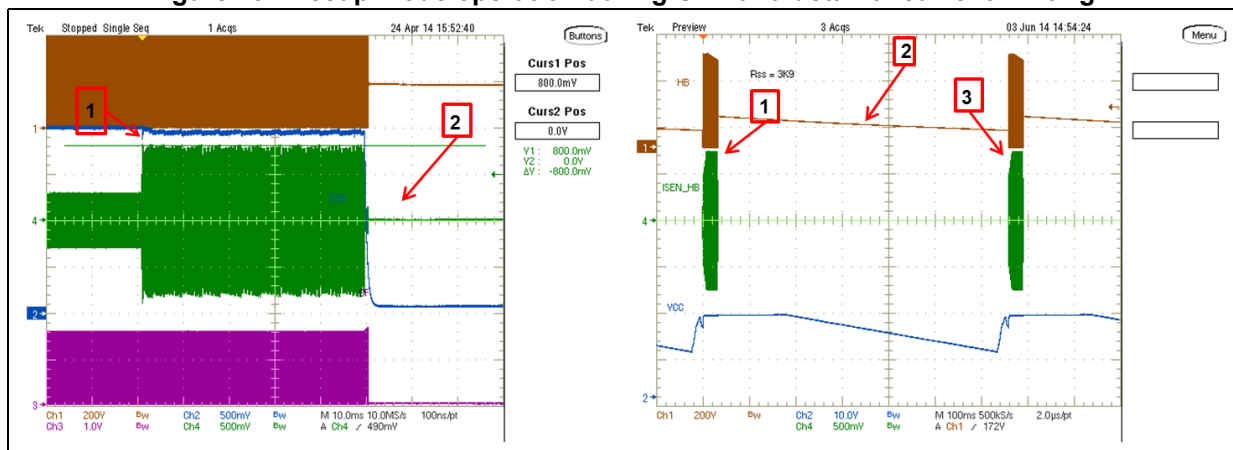 Tek Stopped Single Seq 1 Acqs 24 Apr 14 15:52:40
Buttons
Curs1 Pos
800.0mV
Curs2 Pos
0.0V
V1 : 800.0mV
V2 : 0.0V
ΔV : -800.0mV
1
2
1
4
2
3
Ch1 200V Bw Ch2 500mV Bw M 10.0ms 10.0MS/s 100ns/pt
Ch3 1.0V Bw Ch4 500mV Bw A Ch4 ∕ 490mV
Tek Preview 3 Acqs 03 Jun 14 14:54:24
Menu
HB
Rss = 3K9
1
2
3
1
ISEN_HB
4
VCC
2
Ch1 200V Bw Ch2 10.0V Bw M 100ms 500kS/s 2.0µs/pt
Ch4 500mV Bw A Ch1 ∕ 172V